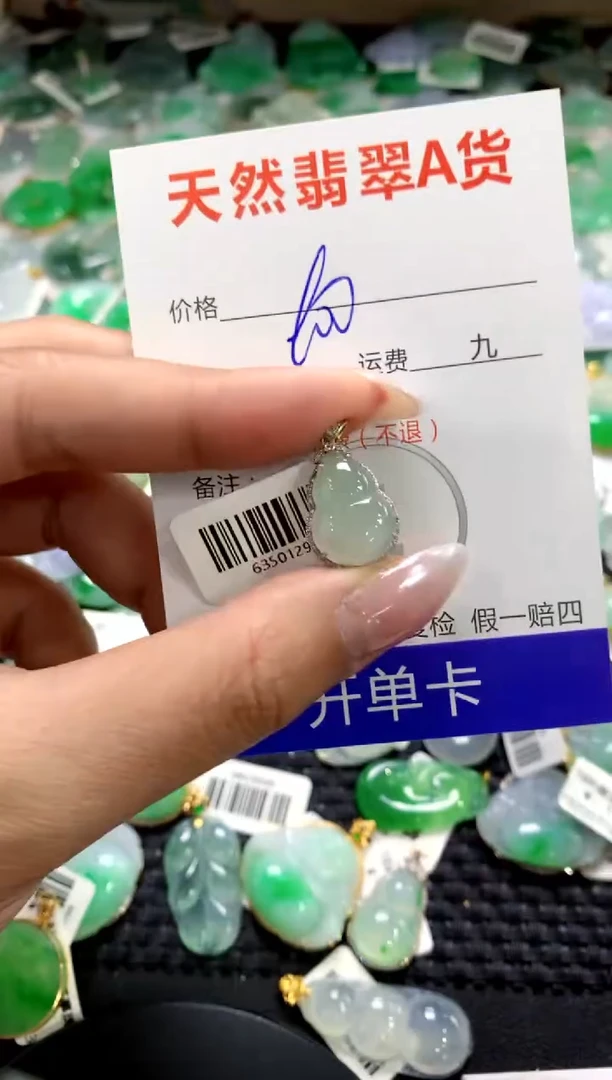 天然翡翠A货
价格
运费 九
(不退)
备注:
6350129
复检 假一赔四
开单卡